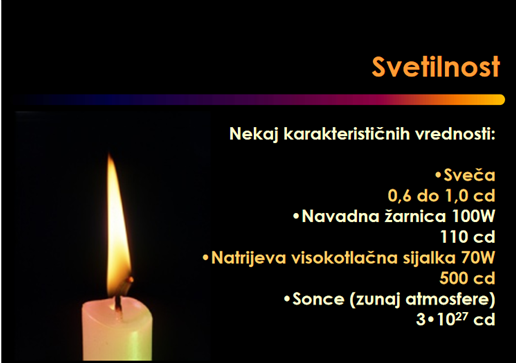 Svetilnost
Nekaj karakterističnih vrednosti:
•Sveča
0,6 do 1,0 cd
•Navadna žarnica 100W
110 cd
•Natrijeva visokotlačna sijalka 70W
500 cd
•Sonce (zunaj atmosfere)
3•10²⁷ cd